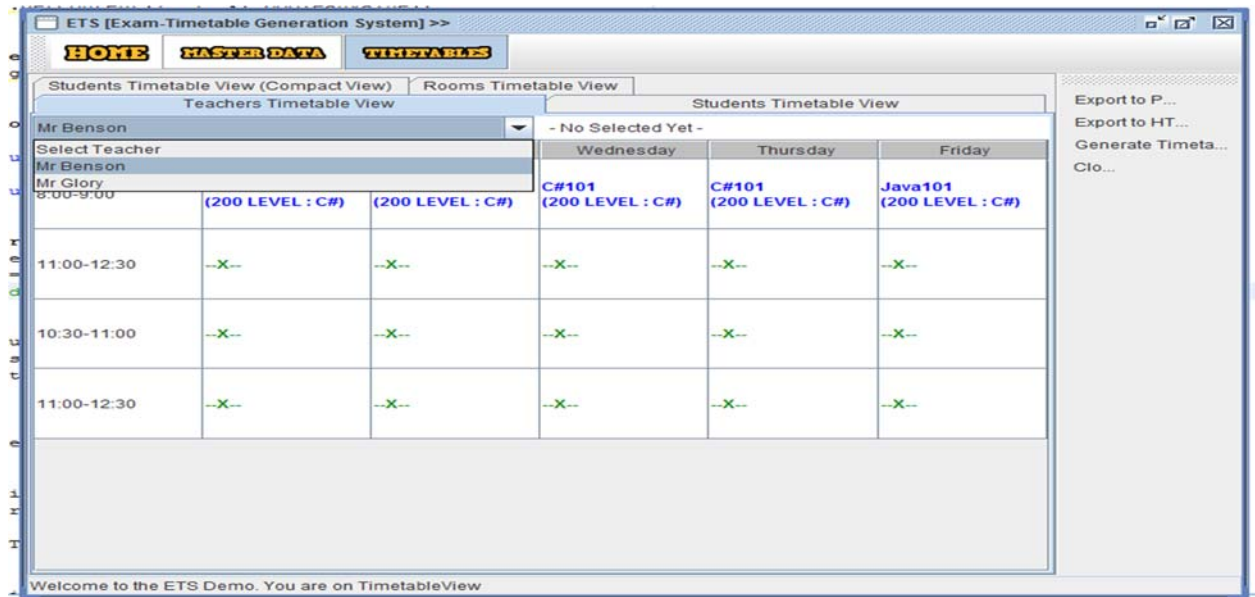 ETS [Exam-Timetable Generation System] >>
HOME MASTER DATA TIMETABLES
Students Timetable View (Compact View) Rooms Timetable View
Teachers Timetable View Students Timetable View
Export to P...
Export to HT...
Generate Timeta...
Clo...
Mr Benson - No Selected Yet -
Select Teacher
Mr Benson
Mr Glory
Wednesday Thursday Friday
C#101 C#101 Java101
8:00-9:00 (200 LEVEL : C#) (200 LEVEL : C#) (200 LEVEL : C#) (200 LEVEL : C#) (200 LEVEL : C#)
11:00-12:30 --X-- --X-- --X-- --X-- --X--
10:30-11:00 --X-- --X-- --X-- --X-- --X--
11:00-12:30 --X-- --X-- --X-- --X-- --X--
Welcome to the ETS Demo. You are on TimetableView